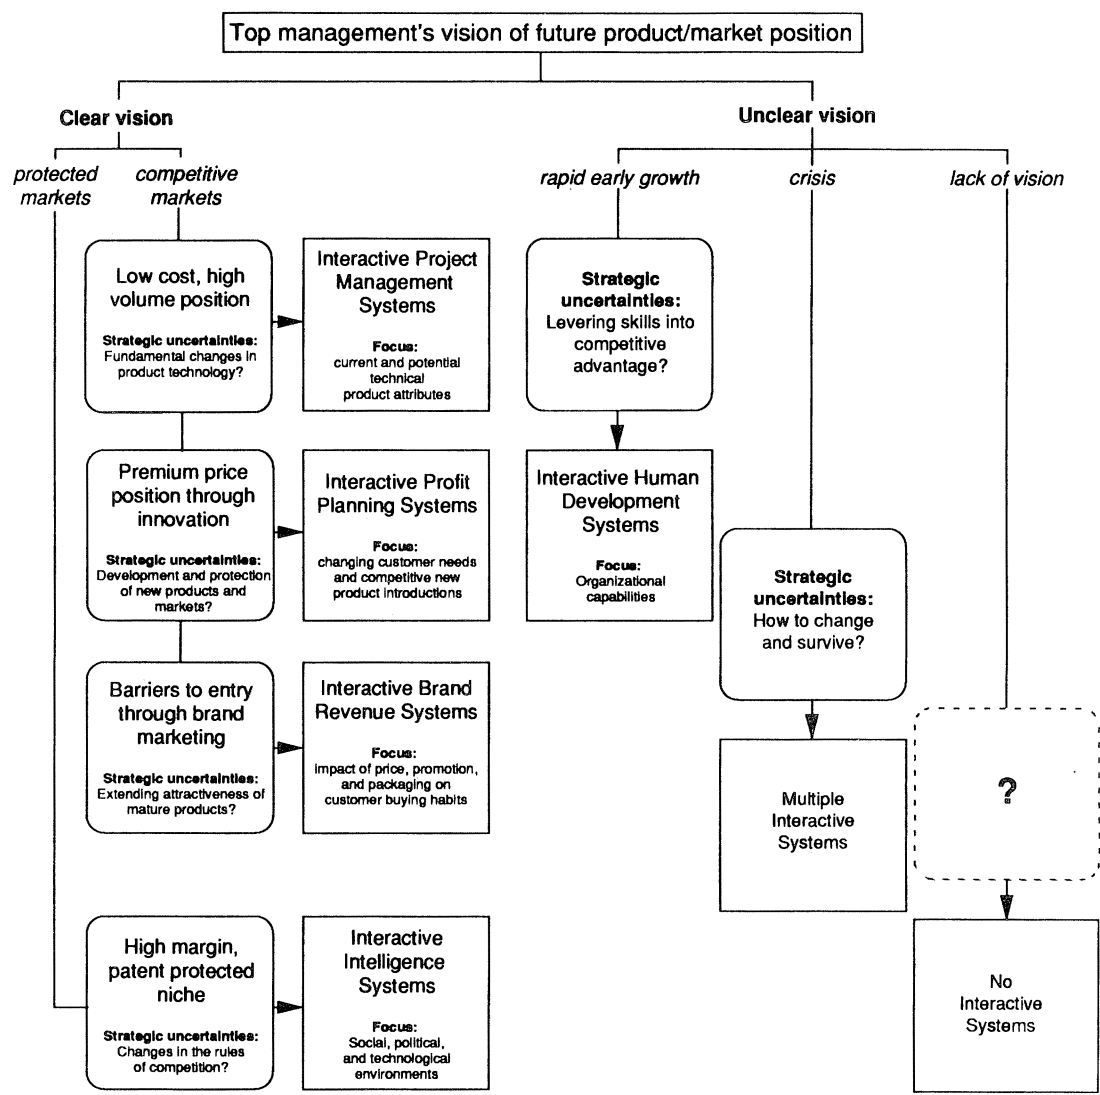 Top management's vision of future product/market position
Clear vision
Unclear vision
protected
markets
competitive
markets
rapid early growth
crisis
lack of vision
Low cost, high
volume position
Strategic uncertainties:
Fundamental changes in
product technology?
Interactive Project
Management
Systems
Focus:
current and potential
technical
product attributes
Strategic
uncertainties:
Levering skills into
competitive
advantage?
Premium price
position through
innovation
Strategic uncertainties:
Development and protection
of new products and
markets?
Interactive Profit
Planning Systems
Focus:
changing customer needs
and competitive new
product introductions
Interactive Human
Development
Systems
Focus:
Organizational
capabilities
Strategic
uncertainties:
How to change
and survive?
Barriers to entry
through brand
marketing
Strategic uncertainties:
Extending attractiveness of
mature products?
Interactive Brand
Revenue Systems
Focus:
impact of price, promotion,
and packaging on
customer buying habits
Multiple
Interactive
Systems
?
High margin,
patent protected
niche
Strategic uncertainties:
Changes in the rules
of competition?
Interactive
Intelligence
Systems
Focus:
Social, political,
and technological
environments
No
Interactive
Systems